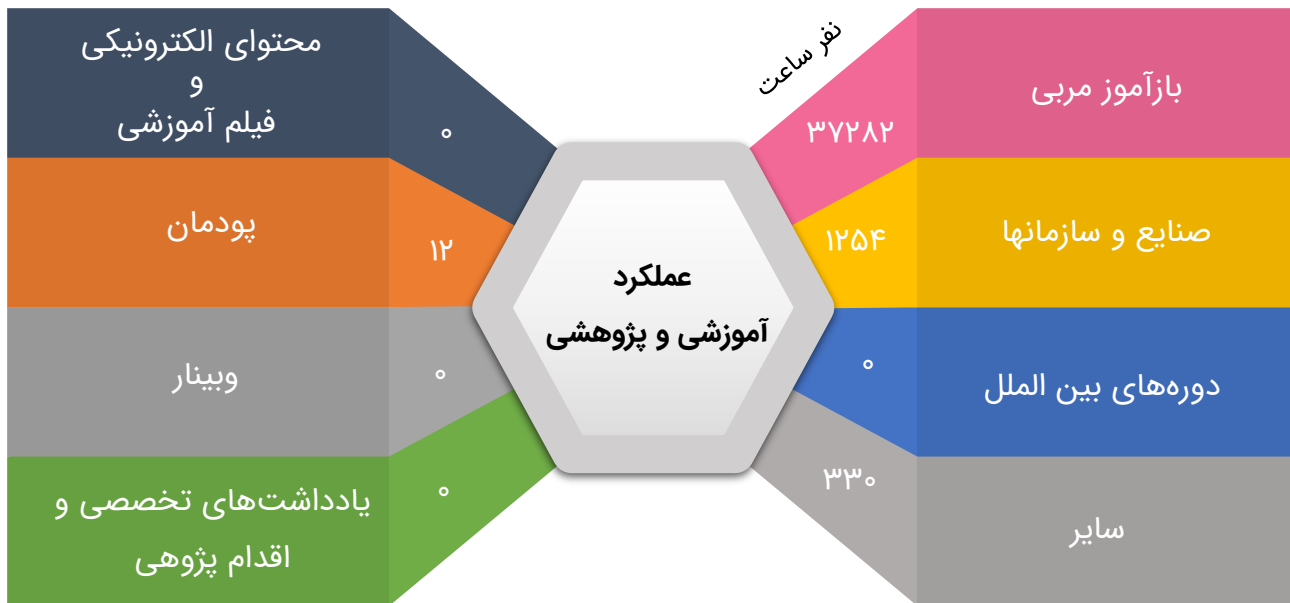 نفر ساعت
بازآموز مربی
۳۷۲۸۲
صنایع و سازمانها
۱۲۵۴
دوره‌های بین الملل
۰
سایر
۳۳۰
عملکرد
آموزشی و پژوهشی
محتوای الکترونیکی
و
فیلم آموزشی
۰
پودمان
۱۲
وبینار
۰
یادداشت‌های تخصصی و
اقدام پژوهی
۰